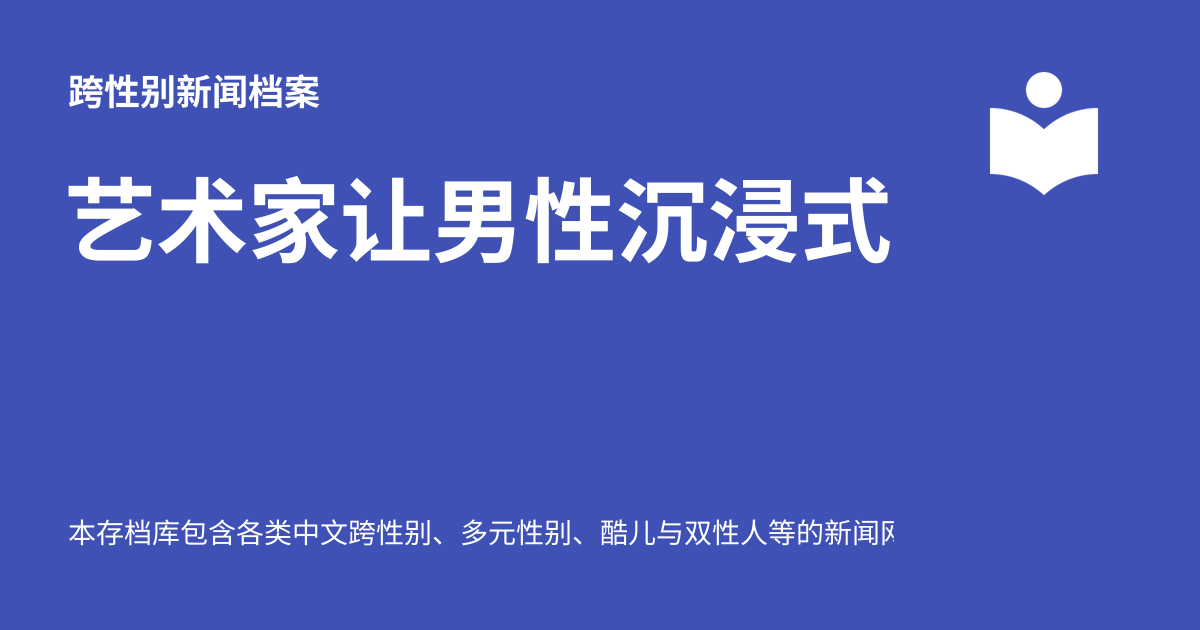 跨性别新闻档案
艺术家让男性沉浸式
本存档库包含各类中文跨性别、多元性别、酷儿与双性人等的新闻